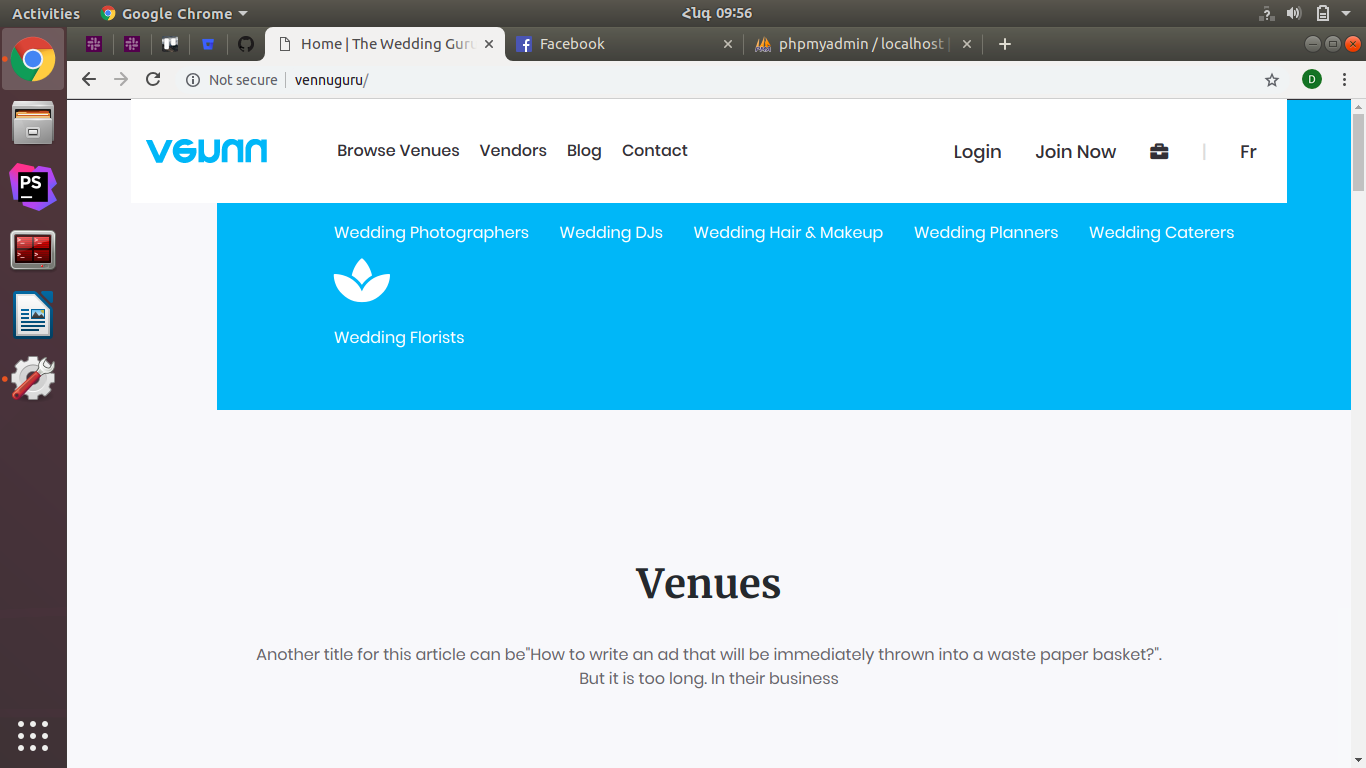 Activities Google Chrome Հնգ 09:56
Home | The Wedding Guru Facebook phpmyadmin / localhost |
Not secure vennuguru/ D
VGUNN Browse Venues Vendors Blog Contact Login Join Now | Fr
PS
Wedding Photographers Wedding DJs Wedding Hair & Makeup Wedding Planners Wedding Caterers
Wedding Florists
Venues
Another title for this article can be"How to write an ad that will be immediately thrown into a waste paper basket?".
But it is too long. In their business